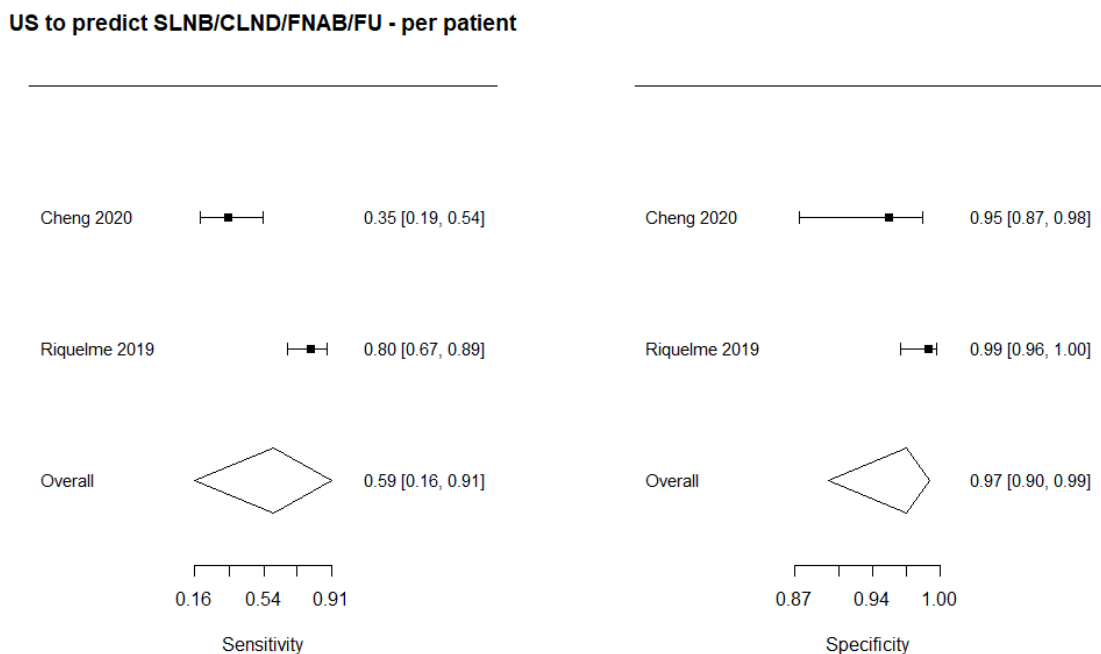 US to predict SLNB/CLND/FNAB/FU - per patient
Cheng 2020 0.35 [0.19, 0.54]
Riquelme 2019 0.80 [0.67, 0.89]
Overall 0.59 [0.16, 0.91]
0.16 0.54 0.91
Sensitivity
Cheng 2020 0.95 [0.87, 0.98]
Riquelme 2019 0.99 [0.96, 1.00]
Overall 0.97 [0.90, 0.99]
0.87 0.94 1.00
Specificity